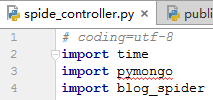 spide_controller.py × publi
1 # coding=utf-8
2 import time
3 import pymongo
4 import blog_spider